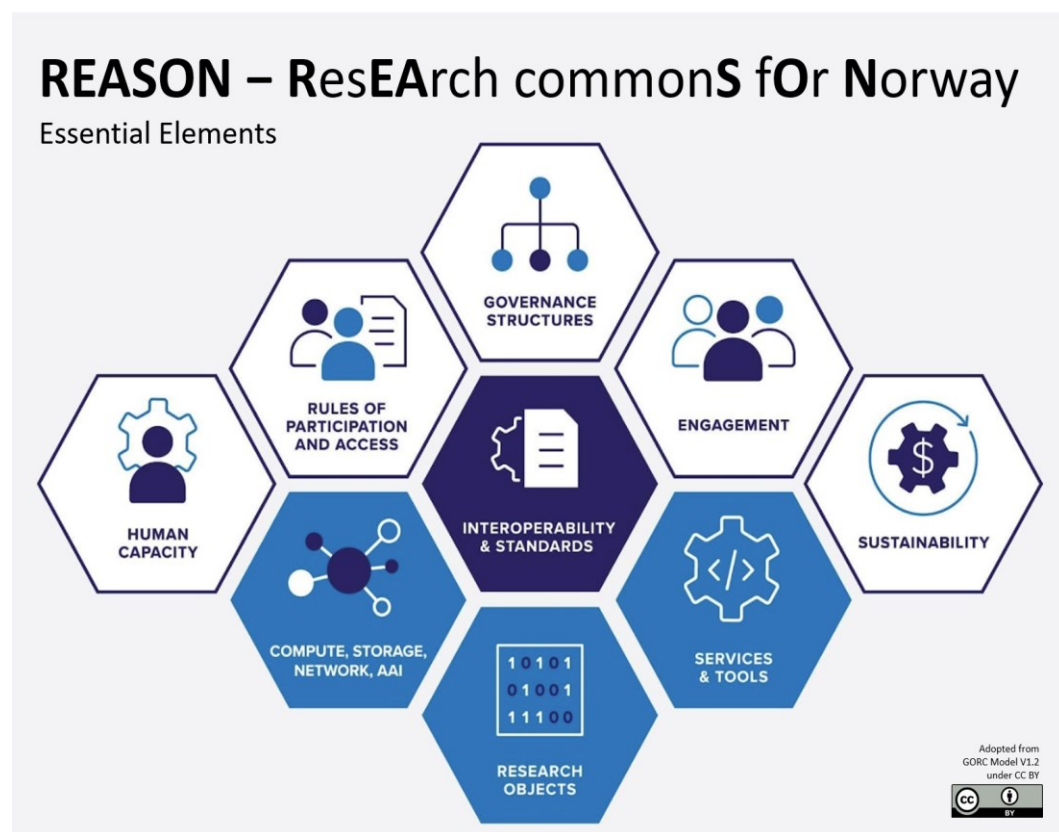 REASON – ResEArch commonS fOr Norway
Essential Elements
GOVERNANCE
STRUCTURES
RULES OF
PARTICIPATION
AND ACCESS
ENGAGEMENT
HUMAN
CAPACITY
INTEROPERABILITY
& STANDARDS
$
SUSTAINABILITY
COMPUTE, STORAGE,
NETWORK, AAI
</>
SERVICES
& TOOLS
10101
01001
11100
RESEARCH
OBJECTS
Adopted from
GORC Model V1.2
under CC BY
cc
BY